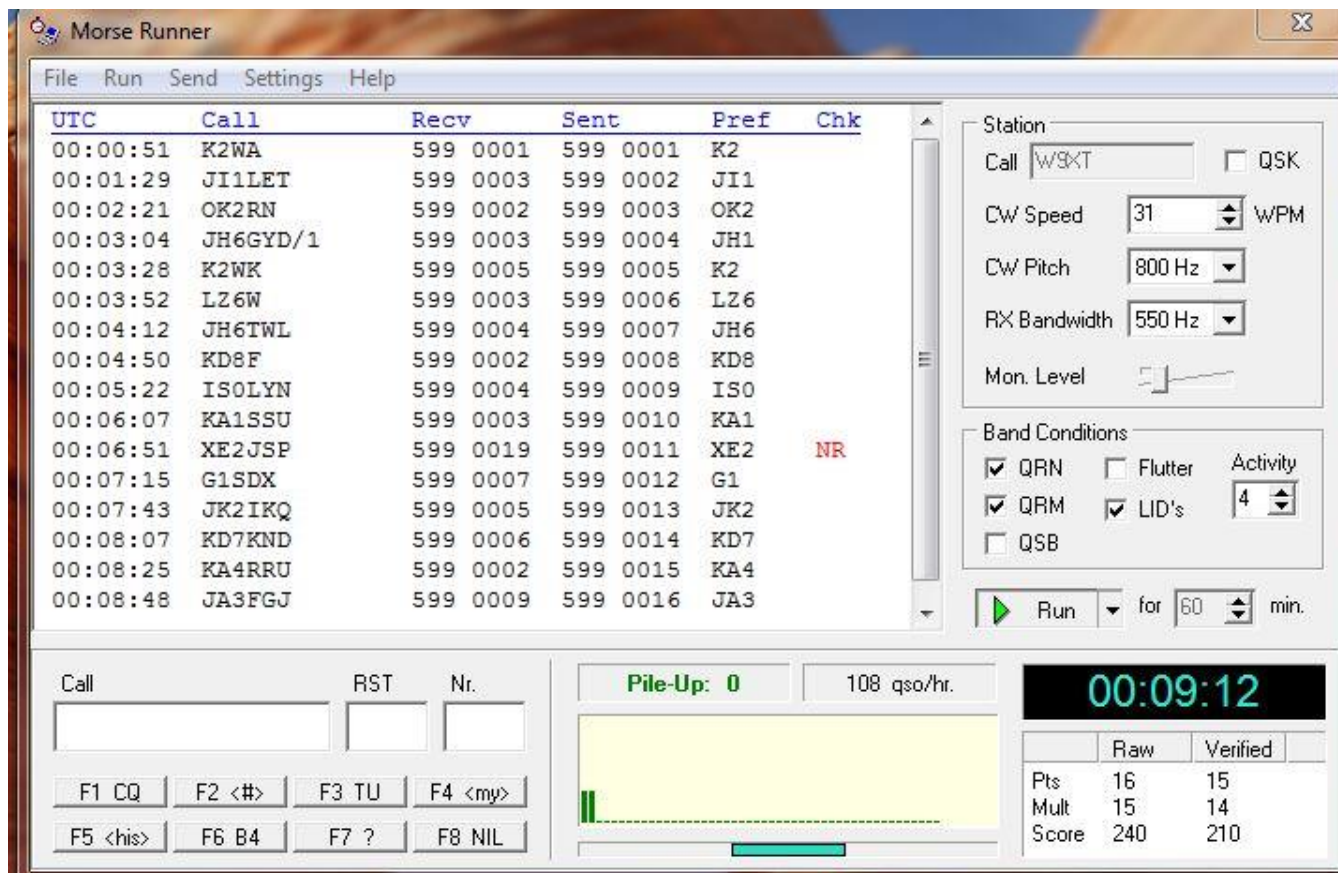 Morse Runner
File Run Send Settings Help
UTC Call Recv Sent Pref Chk
00:00:51 K2WA 599 0001 599 0001 K2
00:01:29 JI1LET 599 0003 599 0002 JI1
00:02:21 OK2RN 599 0002 599 0003 OK2
00:03:04 JH6GYD/1 599 0003 599 0004 JH1
00:03:28 K2WK 599 0005 599 0005 K2
00:03:52 LZ6W 599 0003 599 0006 LZ6
00:04:12 JH6TWL 599 0004 599 0007 JH6
00:04:50 KD8F 599 0002 599 0008 KD8
00:05:22 IS0LYN 599 0004 599 0009 IS0
00:06:07 KA1SSU 599 0003 599 0010 KA1
00:06:51 XE2JSP 599 0019 599 0011 XE2 NR
00:07:15 G1SDX 599 0007 599 0012 G1
00:07:43 JK2IKQ 599 0005 599 0013 JK2
00:08:07 KD7KND 599 0006 599 0014 KD7
00:08:25 KA4RRU 599 0002 599 0015 KA4
00:08:48 JA3FGJ 599 0009 599 0016 JA3
Station
Call W9XT QSK
CW Speed 31 WPM
CW Pitch 800 Hz
RX Bandwidth 550 Hz
Mon. Level
Band Conditions
QRN Flutter Activity
QRM LID's 4
QSB
Run for 60 min.
Call RST Nr.
F1 CQ F2 <#> F3 TU F4 <my>
F5 <his> F6 B4 F7 ? F8 NIL
Pile-Up: 0 108 qso/hr.
00:09:12
Raw Verified
Pts 16 15
Mult 15 14
Score 240 210